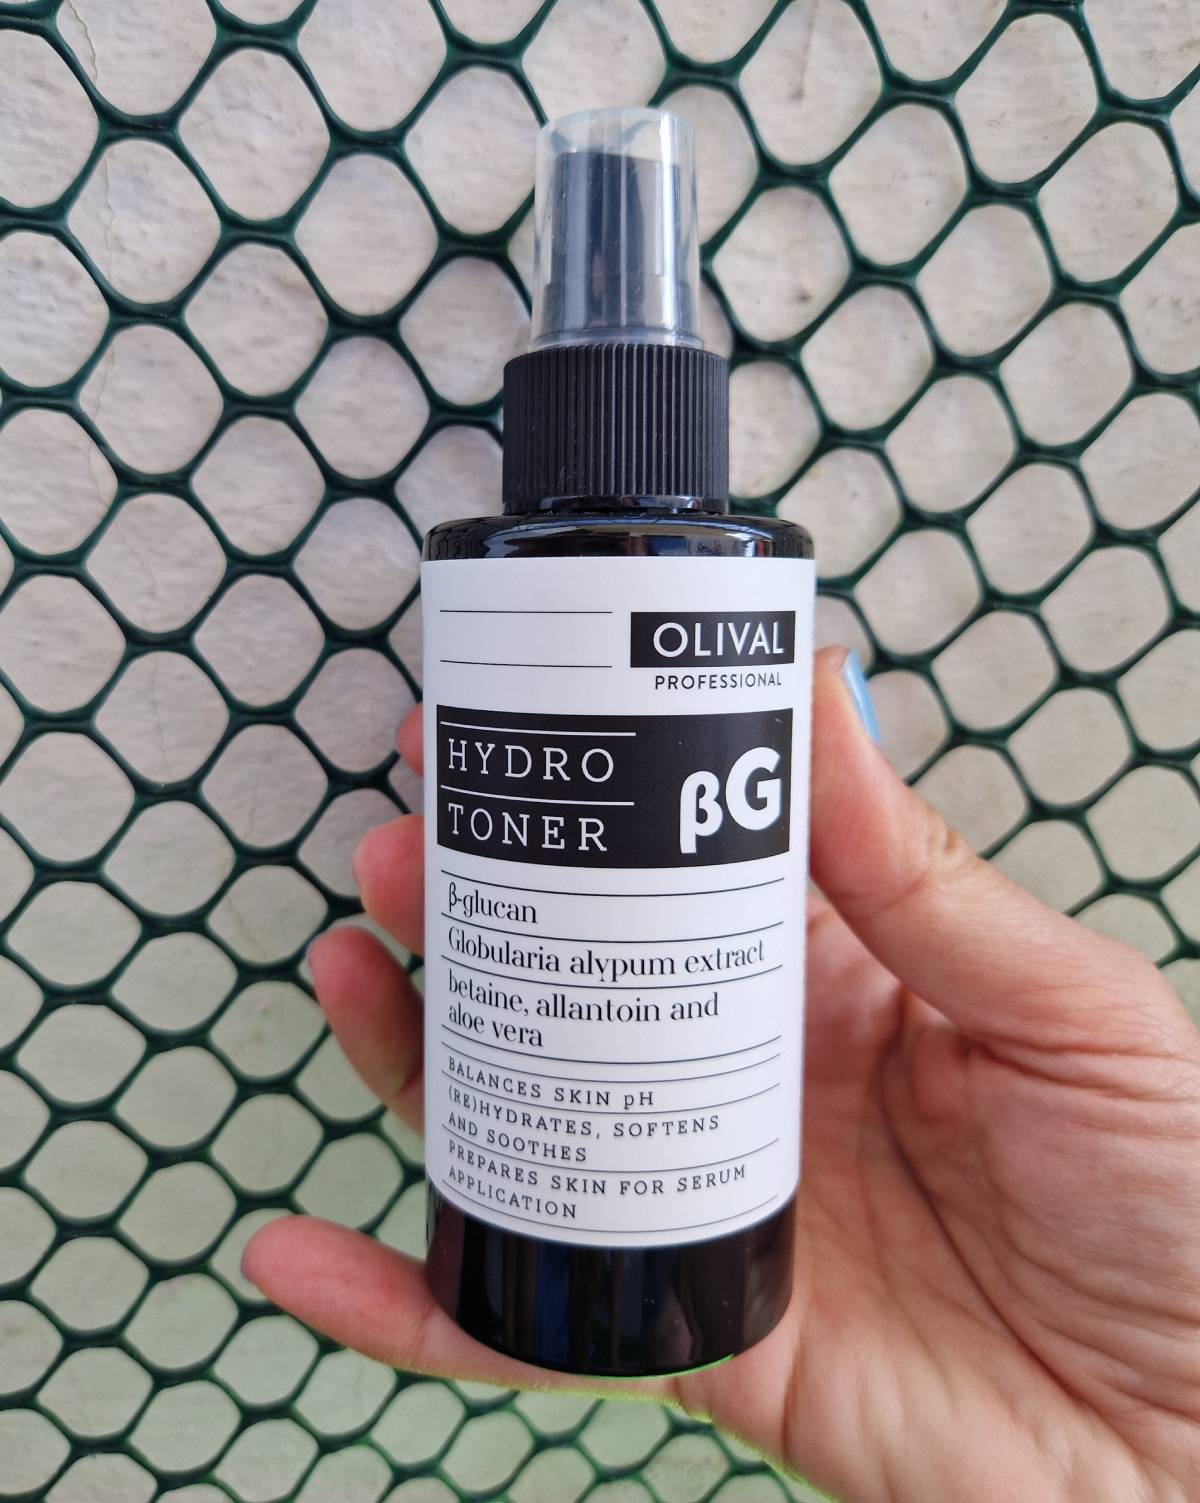 OLIVAL
PROFESSIONAL
HYDRO
TONER
βG
β-glucan
Globularia alypum extract
betaine, allantoin and
aloe vera
BALANCES SKIN pH
(RE)HYDRATES, SOFTENS
AND SOOTHES
PREPARES SKIN FOR SERUM
APPLICATION